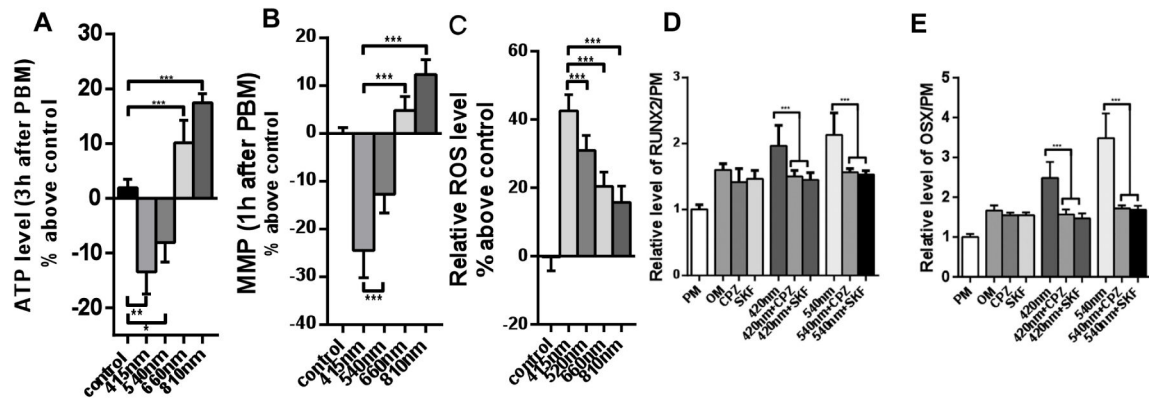 A
ATP level (3h after PBM)
% above control
30
20
10
0
-10
-20
***
***
**
*
control
415nm
540nm
660nm
810nm
B
MMP (1h after PBM)
% above control
20
10
0
-10
-20
-30
-40
***
***
***
control
415nm
540nm
660nm
810nm
C
Relative ROS level
% above control
60
40
20
0
-20
***
***
***
control
415nm
520nm
660nm
810nm
D
Relative level of RUNX2/PM
3
2
1
0
***
***
PM
OM
CPZ
SKF
420nm
420nm+CPZ
420nm+SKF
540nm
540nm+CPZ
540nm+SKF
E
Relative level of OSX/PM
5
4
3
2
1
0
***
***
PM
OM
CPZ
SKF
420nm
420nm+CPZ
420nm+SKF
540nm
540nm+CPZ
540nm+SKF